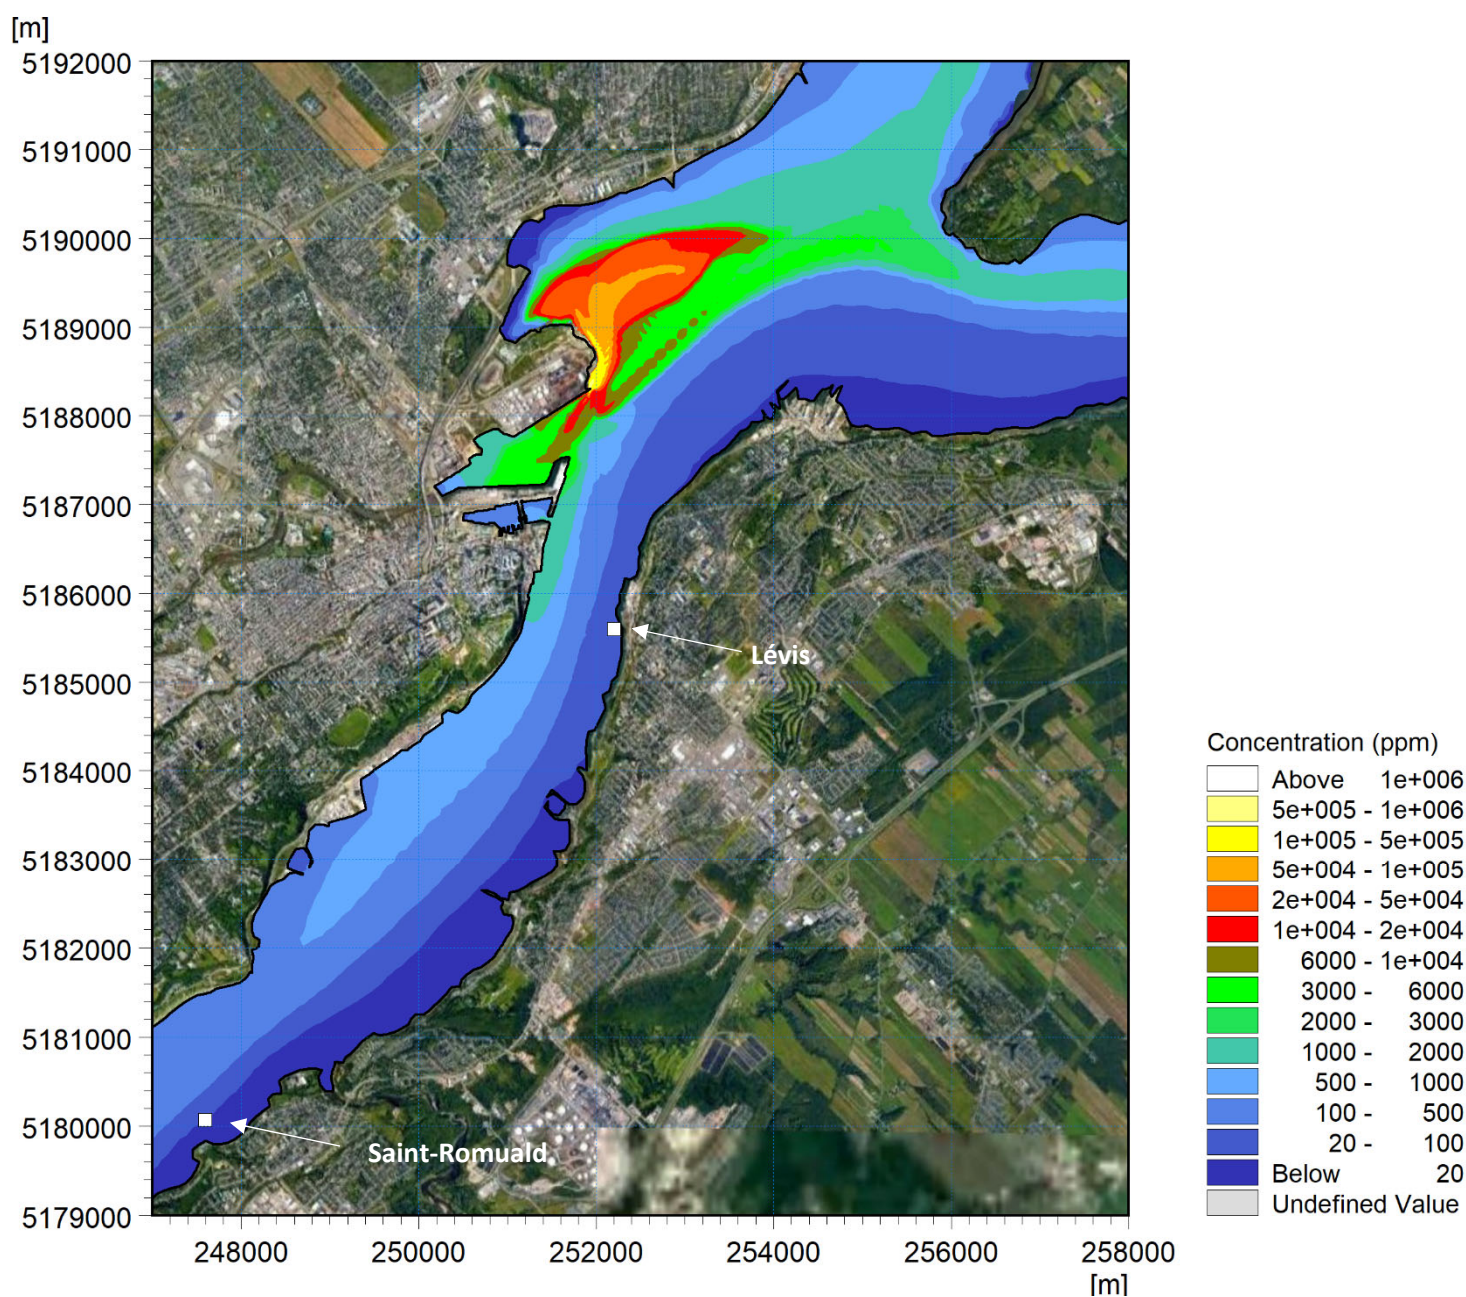 [m]
5192000
5191000
5190000
5189000
5188000
5187000
5186000
5185000
5184000
5183000
5182000
5181000
5180000
5179000
248000 250000 252000 254000 256000 258000
[m]
Lévis
Saint-Romuald
Concentration (ppm)
Above 1e+006
5e+005 - 1e+006
1e+005 - 5e+005
5e+004 - 1e+005
2e+004 - 5e+004
1e+004 - 2e+004
6000 - 1e+004
3000 - 6000
2000 - 3000
1000 - 2000
500 - 1000
100 - 500
20 - 100
Below 20
Undefined Value